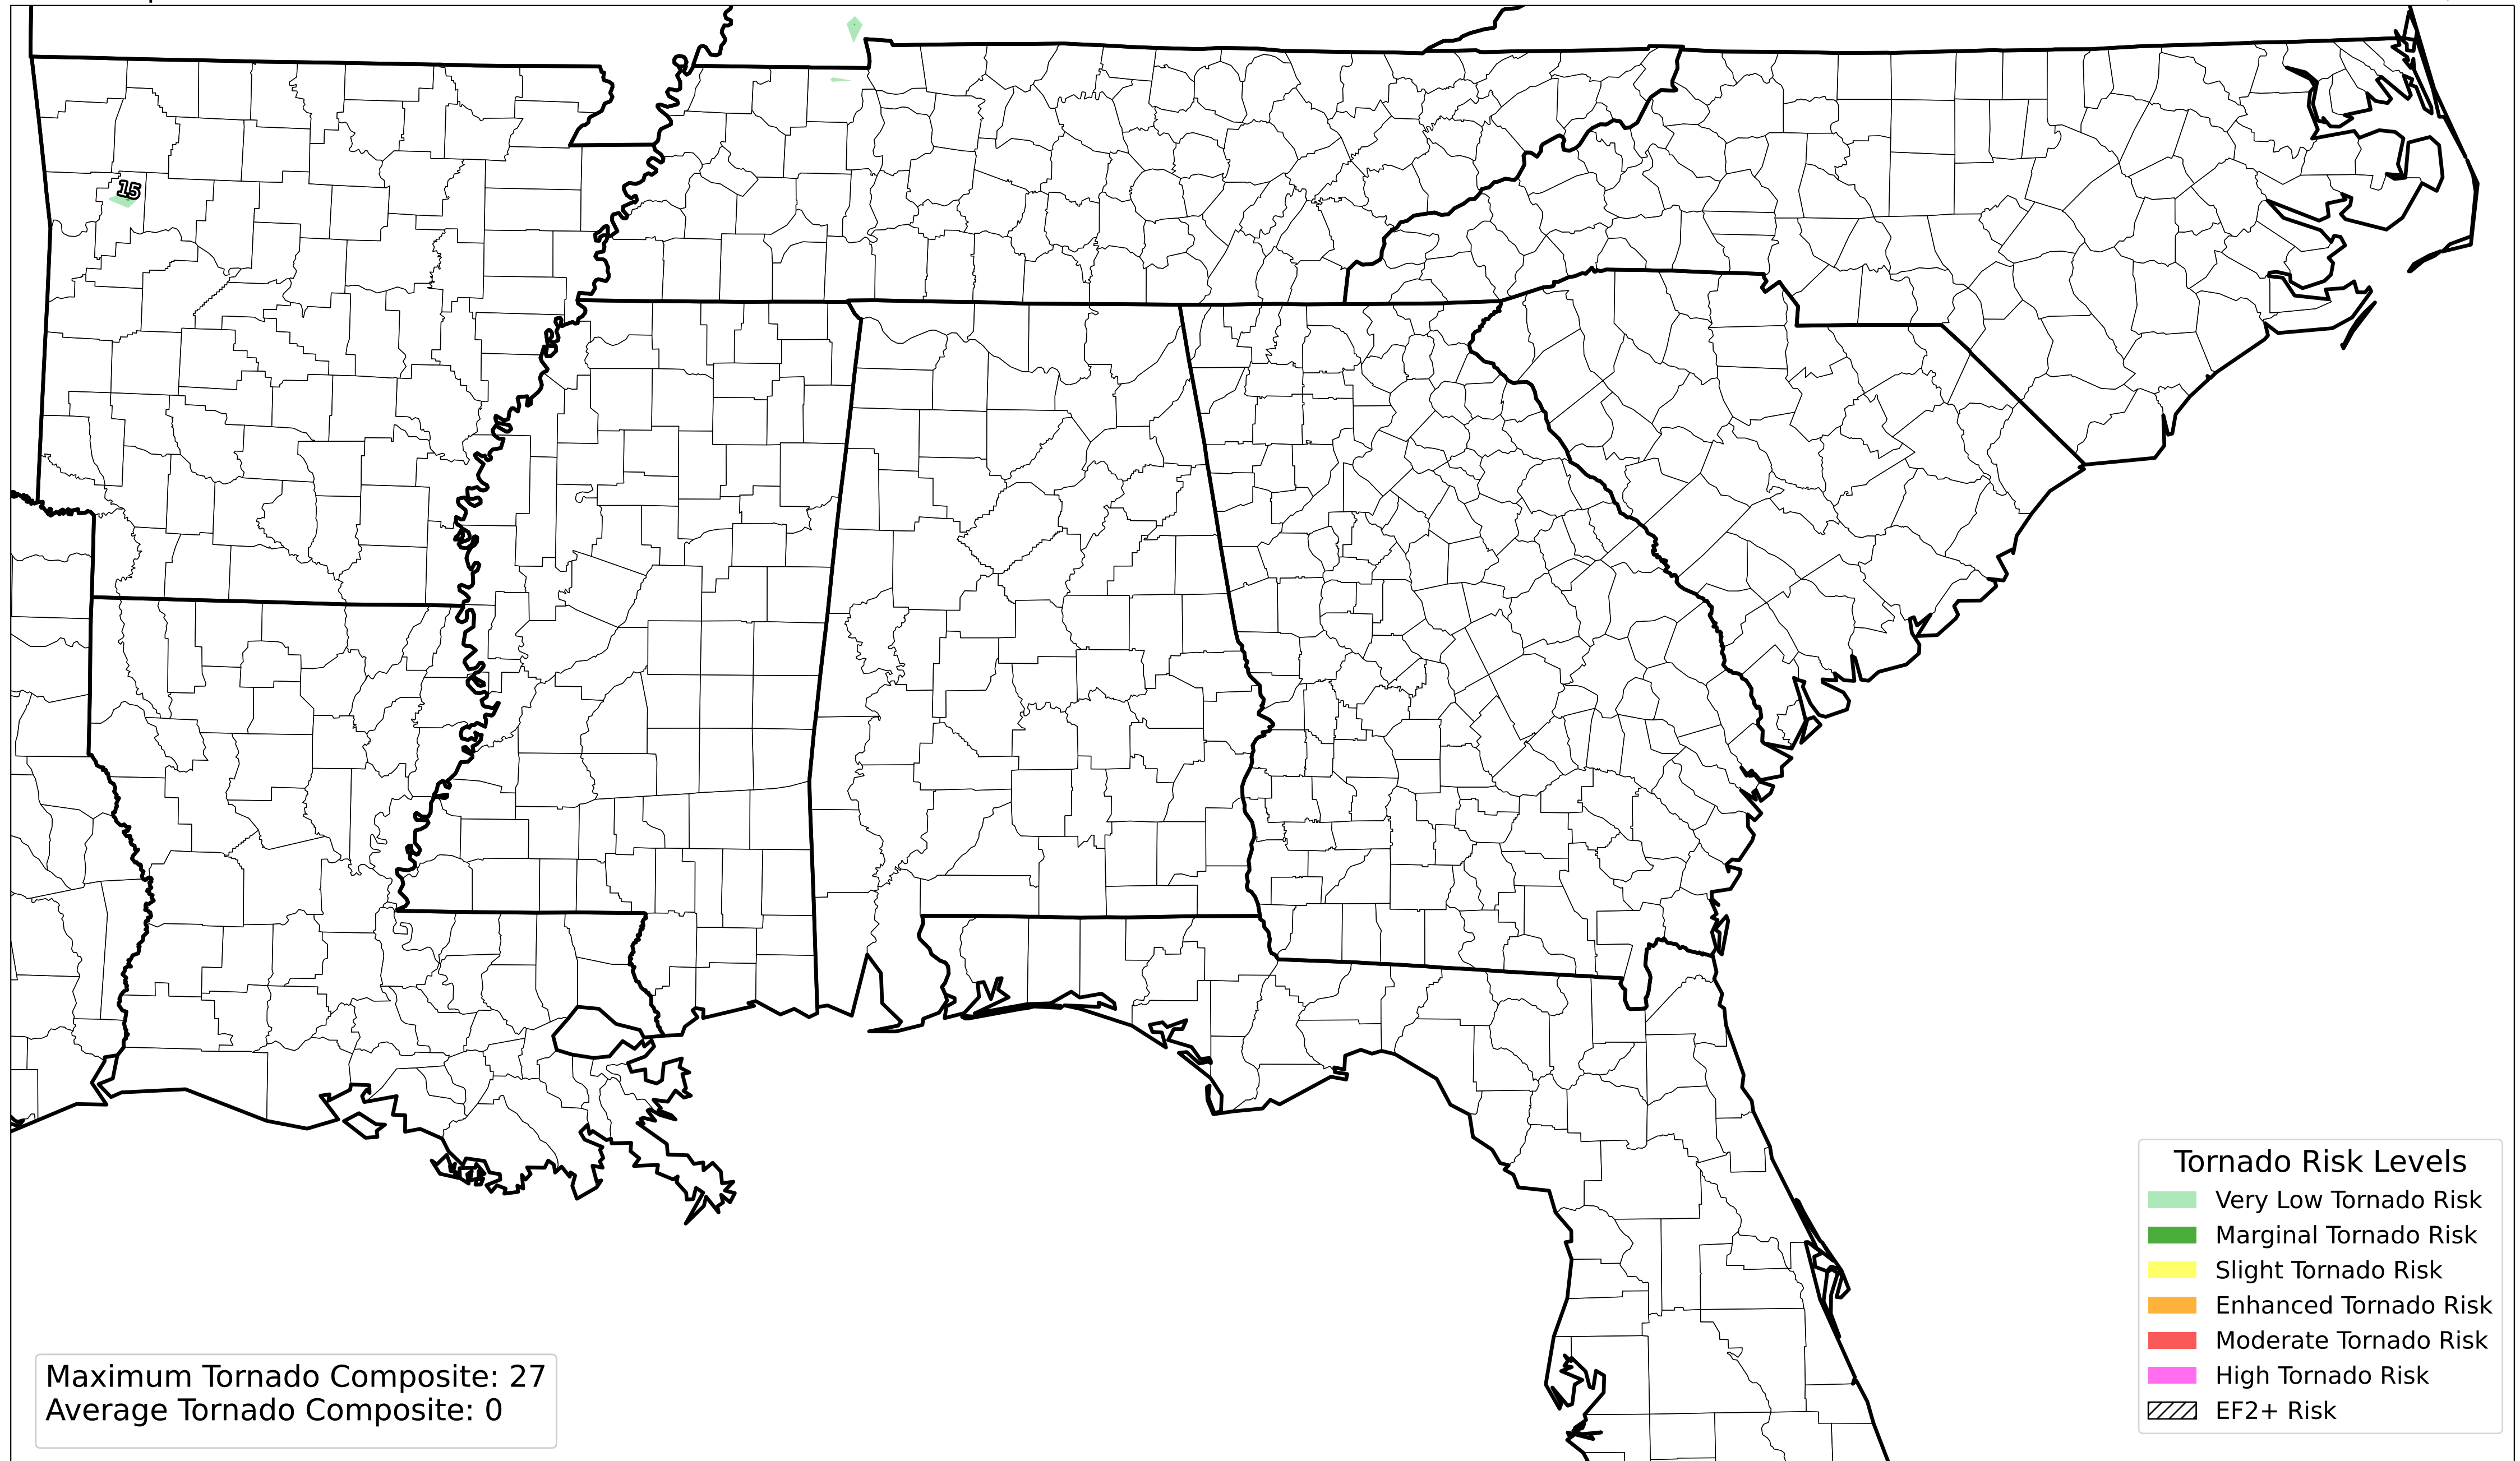 15
Tornado Risk Levels
Very Low Tornado Risk
Marginal Tornado Risk
Slight Tornado Risk
Enhanced Tornado Risk
Moderate Tornado Risk
High Tornado Risk
EF2+ Risk
Maximum Tornado Composite: 27
Average Tornado Composite: 0